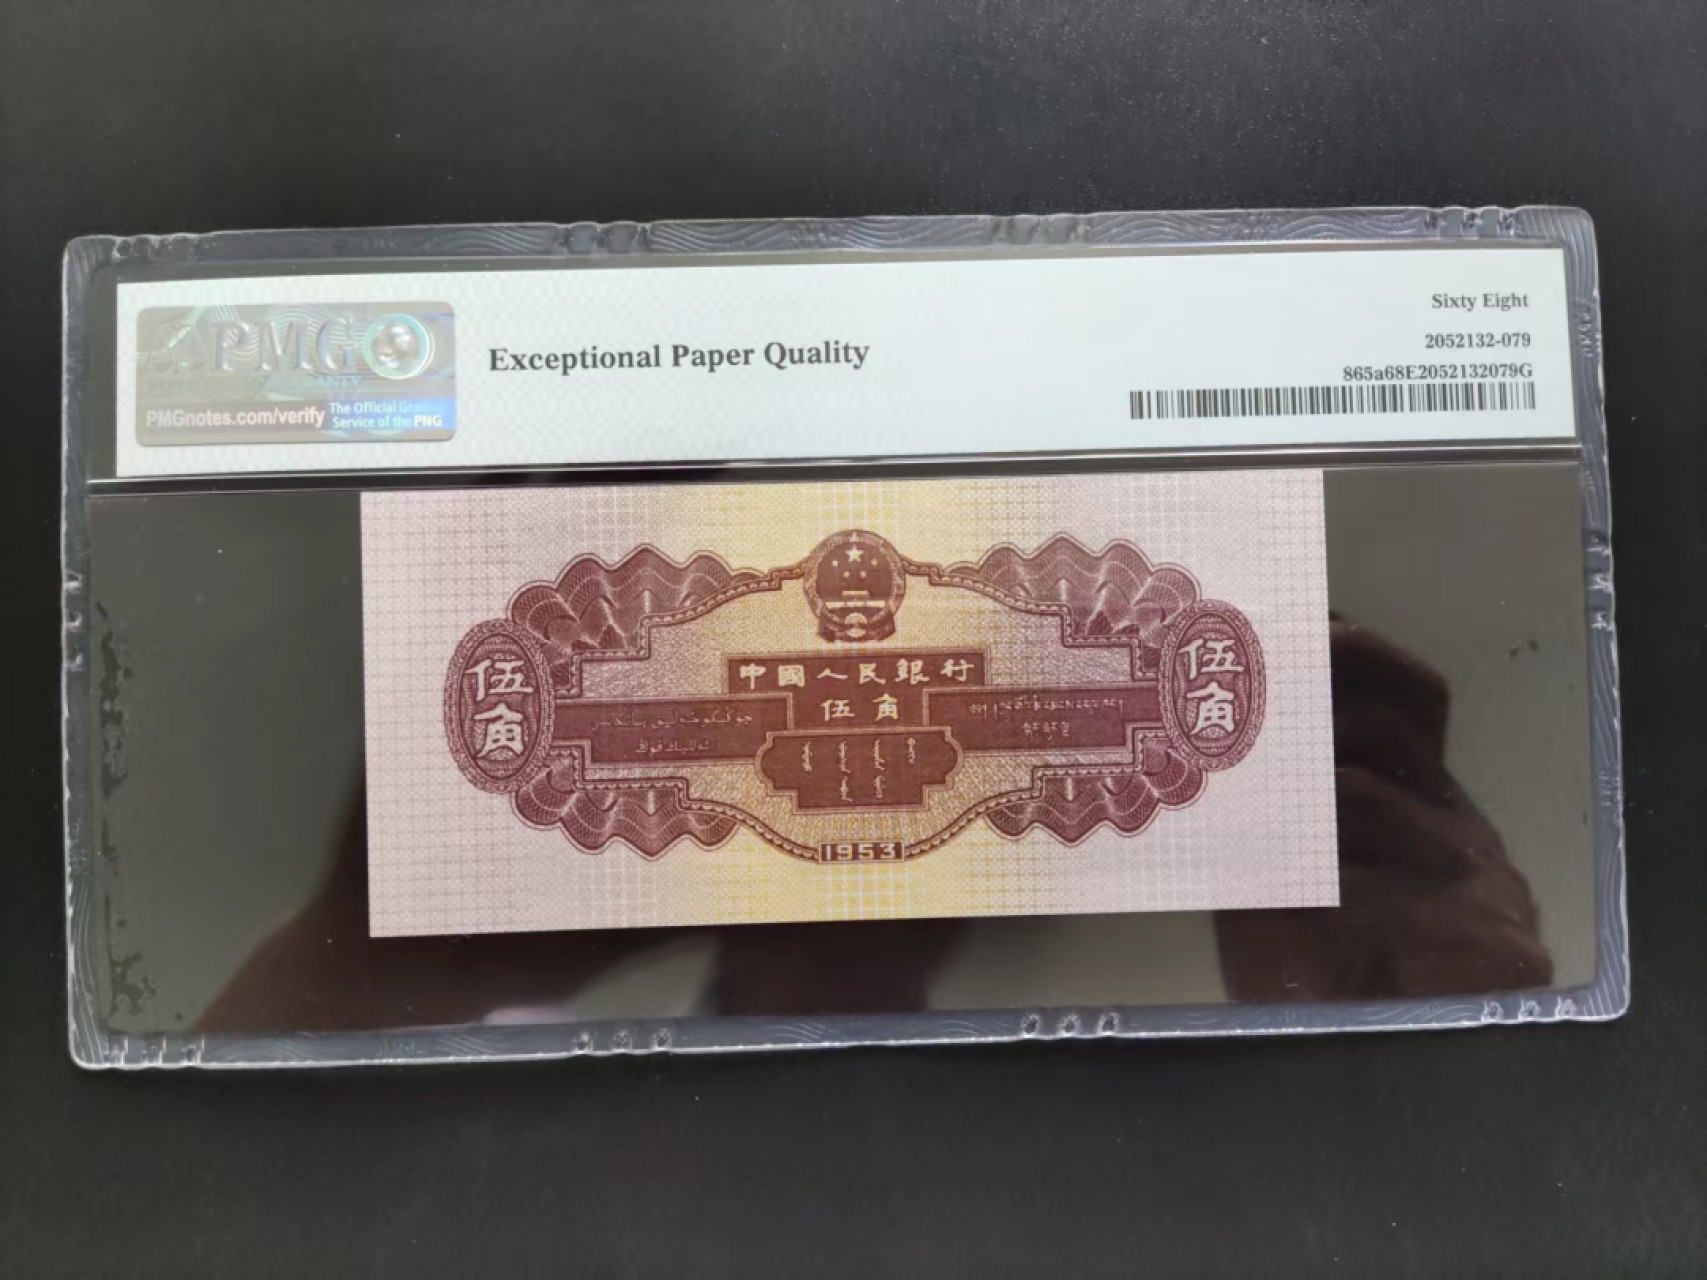 Sixty Eight
2052132-079
865a68E2052132079G
PMG
PMGnotes.com/verify
The Official Grading
Service of the PNG
Exceptional Paper Quality
中國人民銀行
伍角
伍角
伍角
1953